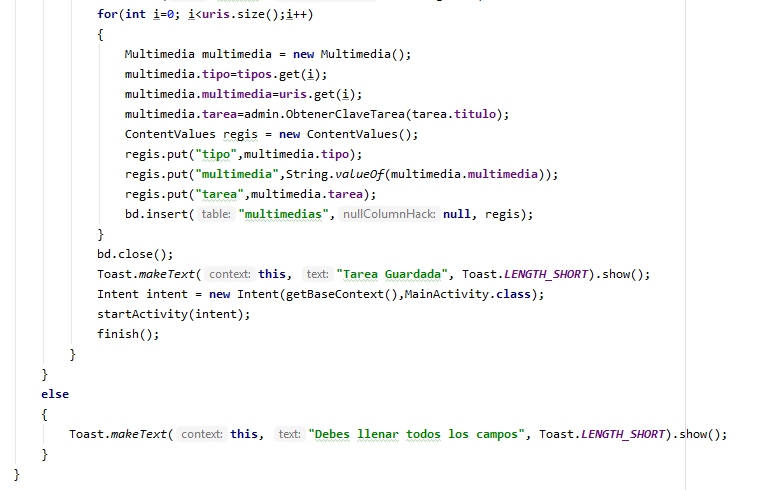 for(int i=0; i<uris.size();i++)
{
Multimedia multimedia = new Multimedia();
multimedia.tipo=tipos.get(i);
multimedia.multimedia=uris.get(i);
multimedia.tarea=admin.ObtenerClaveTarea(tarea.titulo);
ContentValues regis = new ContentValues();
regis.put("tipo",multimedia.tipo);
regis.put("multimedia",String.valueOf(multimedia.multimedia));
regis.put("tarea",multimedia.tarea);
bd.insert( table: "multimedias", nullColumnHack: null, regis);
}
bd.close();
Toast.makeText( context: this, text: "Tarea Guardada", Toast.LENGTH_SHORT).show();
Intent intent = new Intent(getBaseContext(),MainActivity.class);
startActivity(intent);
finish();
}
}
else
{
Toast.makeText( context: this, text: "Debes llenar todos los campos", Toast.LENGTH_SHORT).show();
}
}